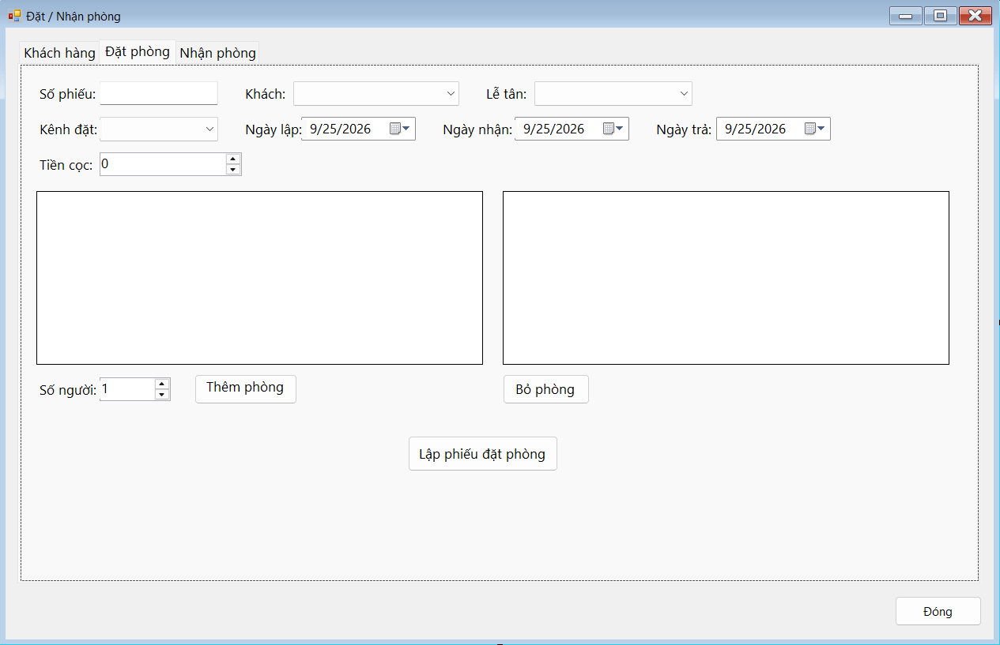 Đặt / Nhận phòng
Khách hàng Đặt phòng Nhận phòng
Số phiếu: Khách: Lễ tân:
Kênh đặt: Ngày lập: 9/25/2026 Ngày nhận: 9/25/2026 Ngày trả: 9/25/2026
Tiền cọc: 0
Số người: 1 Thêm phòng Bỏ phòng
Lập phiếu đặt phòng
Đóng